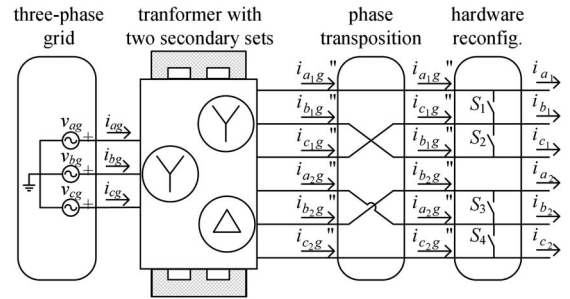 three-phase grid
tranformer with two secondary sets
phase transposition
hardware reconfig.
v_ag + i_ag
v_bg + i_bg
v_cg + i_cg
i_a1g" i_a1g" i_a1
i_b1g" i_c1g" S1 i_b1
i_c1g" i_b1g" S2 i_c1
i_a2g" i_b2g" i_a2
i_b2g" i_a2g" S3 i_b2
i_c2g" i_c2g" S4 i_c2